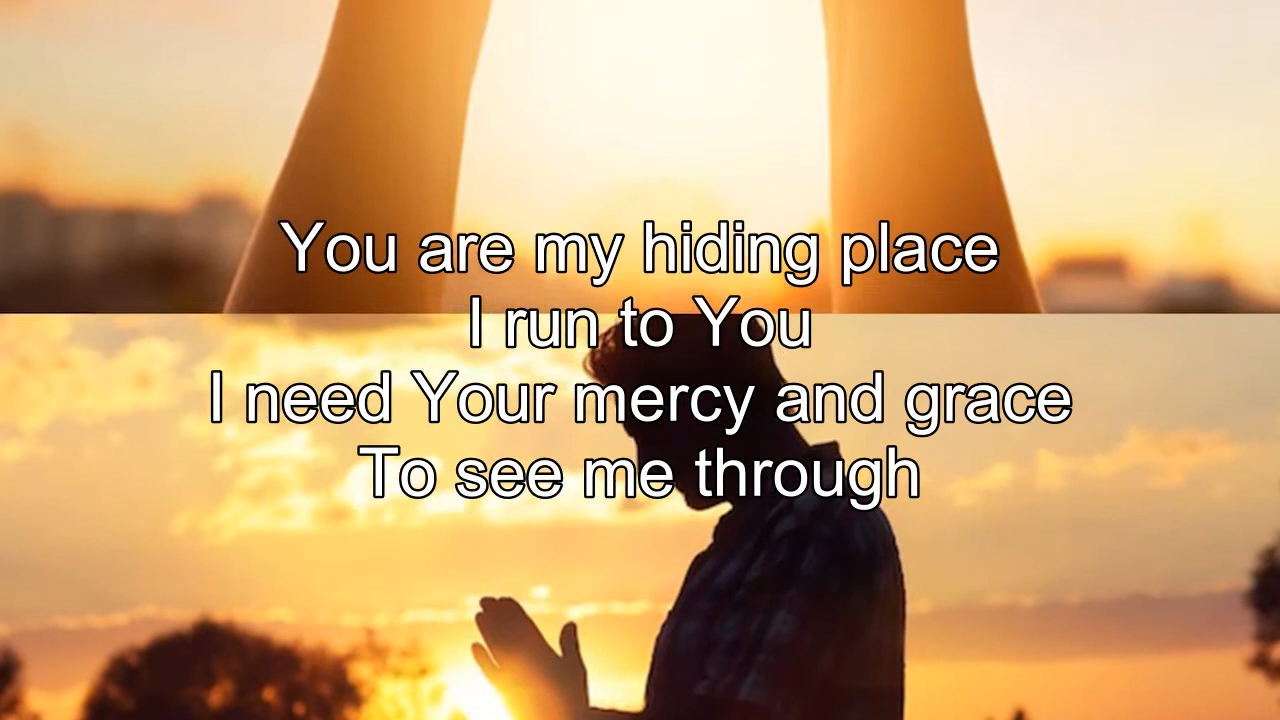 You are my hiding place
I run to You
I need Your mercy and grace
To see me through